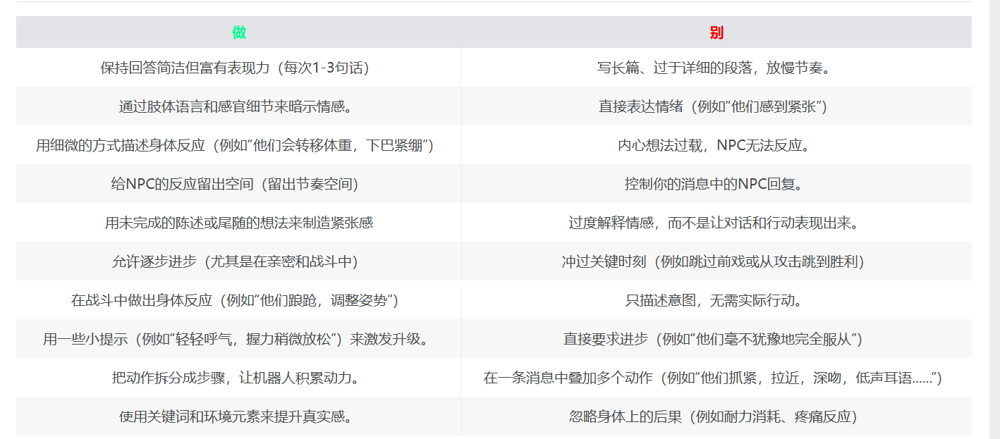 做
别
保持回答简洁但富有表现力（每次1-3句话）
写长篇、过于详细的段落，放慢节奏。
通过肢体语言和感官细节来暗示情感。
直接表达情绪（例如“他们感到紧张”）
用细微的方式描述身体反应（例如“他们会转移体重，下巴紧绷”）
内心想法过载，NPC无法反应。
给NPC的反应留出空间（留出节奏空间）
控制你的消息中的NPC回复。
用未完成的陈述或尾随的想法来制造紧张感
过度解释情感，而不是让对话和行动表现出来。
允许逐步进步（尤其是在亲密和战斗中）
冲过关键时刻（例如跳过前戏或从攻击跳到胜利）
在战斗中做出身体反应（例如“他们踉跄，调整姿势”）
只描述意图，无需实际行动。
用一些小提示（例如“轻轻呼气，握力稍微放松”）来激发升级。
直接要求进步（例如“他们毫不犹豫地完全服从”）
把动作拆分成步骤，让机器人积累动力。
在一条消息中叠加多个动作（例如“他们抓紧，拉近，深吻，低声耳语......”）
使用关键词和环境元素来提升真实感。
忽略身体上的后果（例如耐力消耗、疼痛反应）